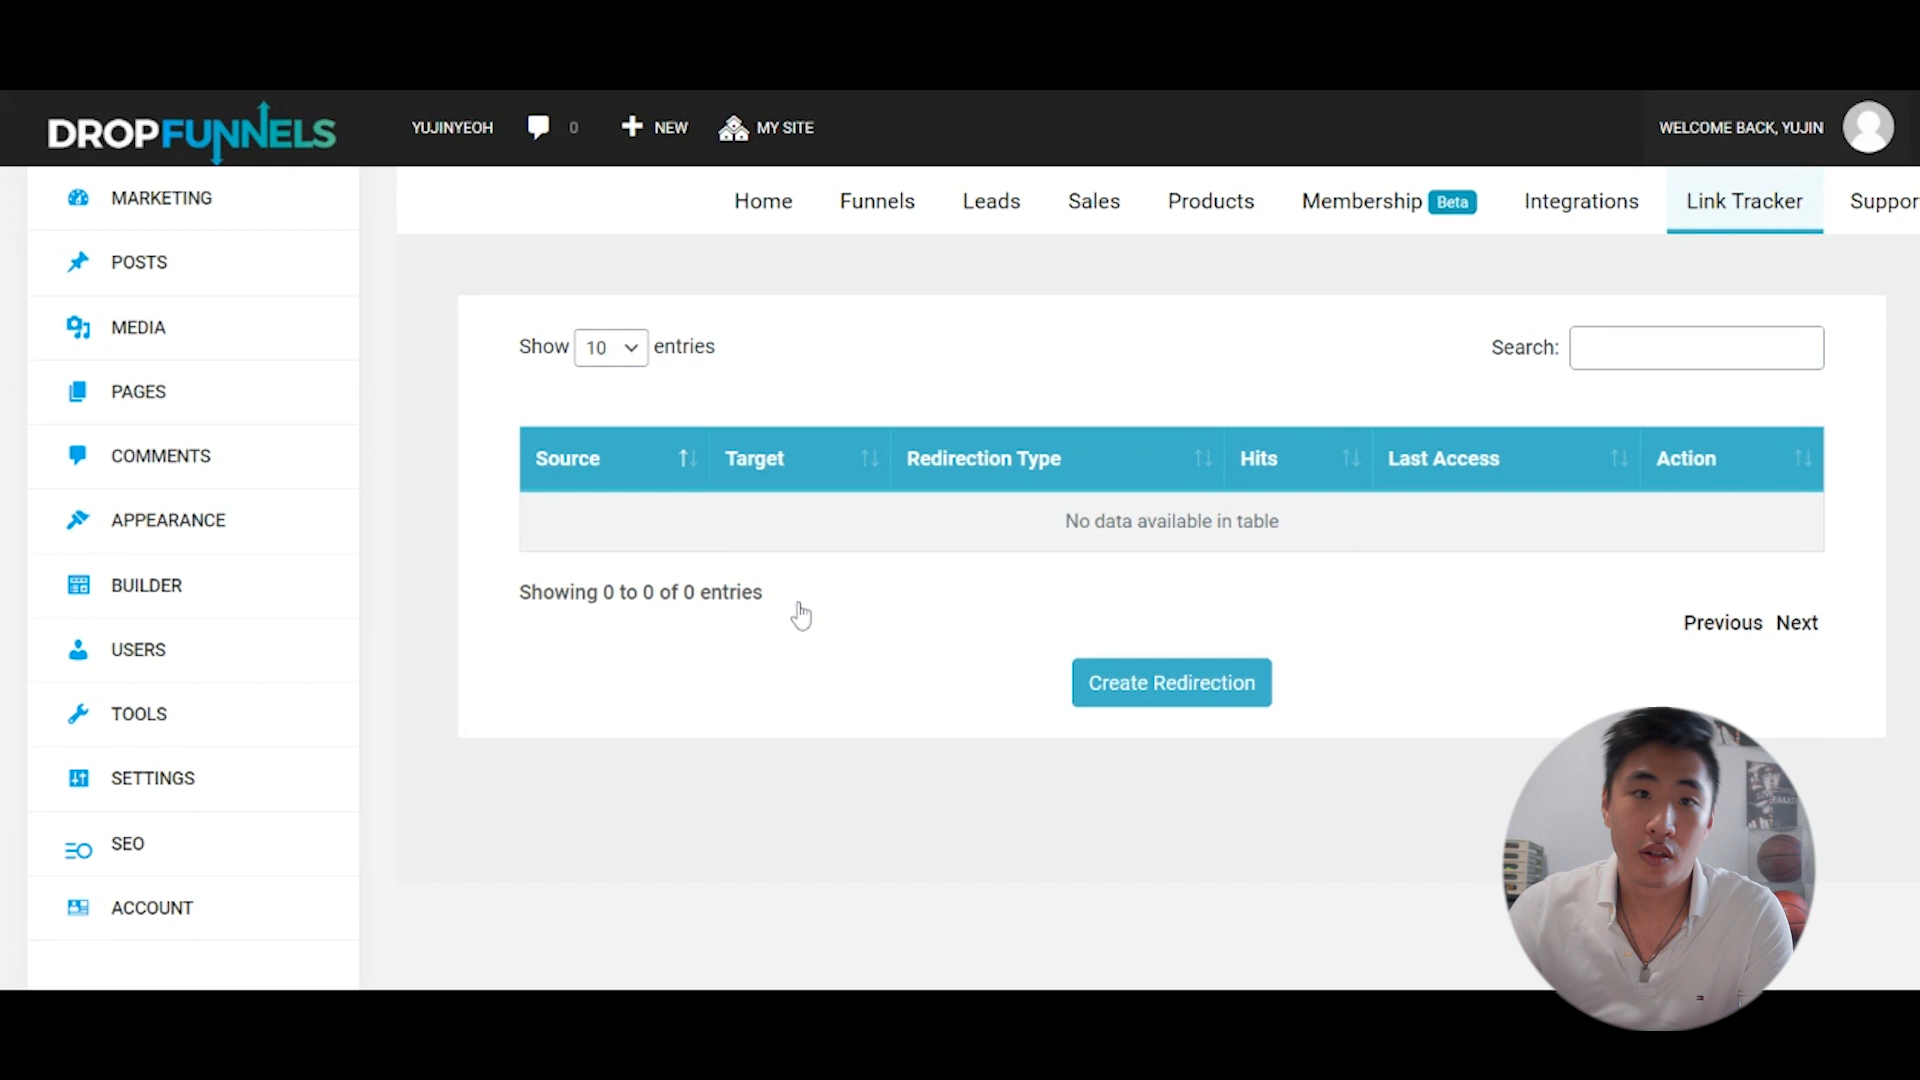 DROPFUNNELS
YUJINYEOH
0
NEW
MY SITE
WELCOME BACK, YUJIN
MARKETING
POSTS
MEDIA
PAGES
COMMENTS
APPEARANCE
BUILDER
USERS
TOOLS
SETTINGS
SEO
ACCOUNT
Home
Funnels
Leads
Sales
Products
Membership Beta
Integrations
Link Tracker
Suppor
Show 10 entries
Search:
Source
Target
Redirection Type
Hits
Last Access
Action
No data available in table
Showing 0 to 0 of 0 entries
Previous Next
Create Redirection